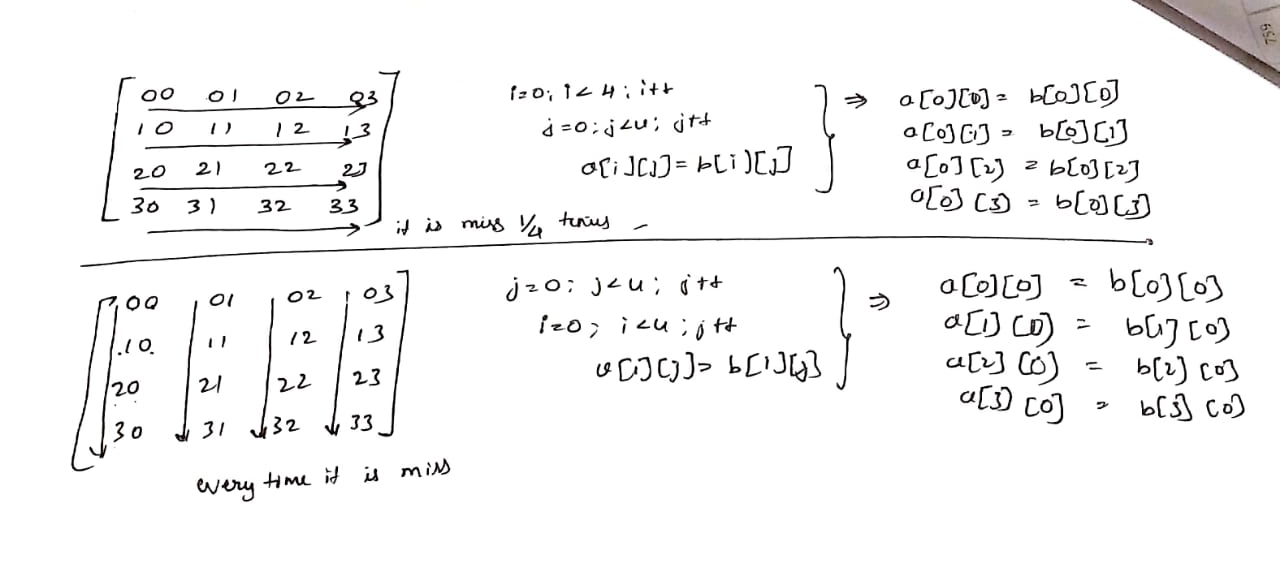 00 01 02 03
10 11 12 13
20 21 22 23
30 31 32 33
i=0; i<4; i++
j=0; j<4; j++
a[i][j]=b[i][j]
⇒ a[0][0] = b[0][0]
a[0][1] = b[0][1]
a[0][2] = b[0][2]
a[0][3] = b[0][3]
it is miss 1/4
00 01 02 03
10 11 12 13
20 21 22 23
30 31 32 33
j=0; j<4; j++
i=0; i<4; j++
a[i][j]= b[i][j]
⇒ a[0][0] = b[0][0]
a[1][0] = b[1][0]
a[2][0] = b[2][0]
a[3][0] = b[3][0]
every time it is miss